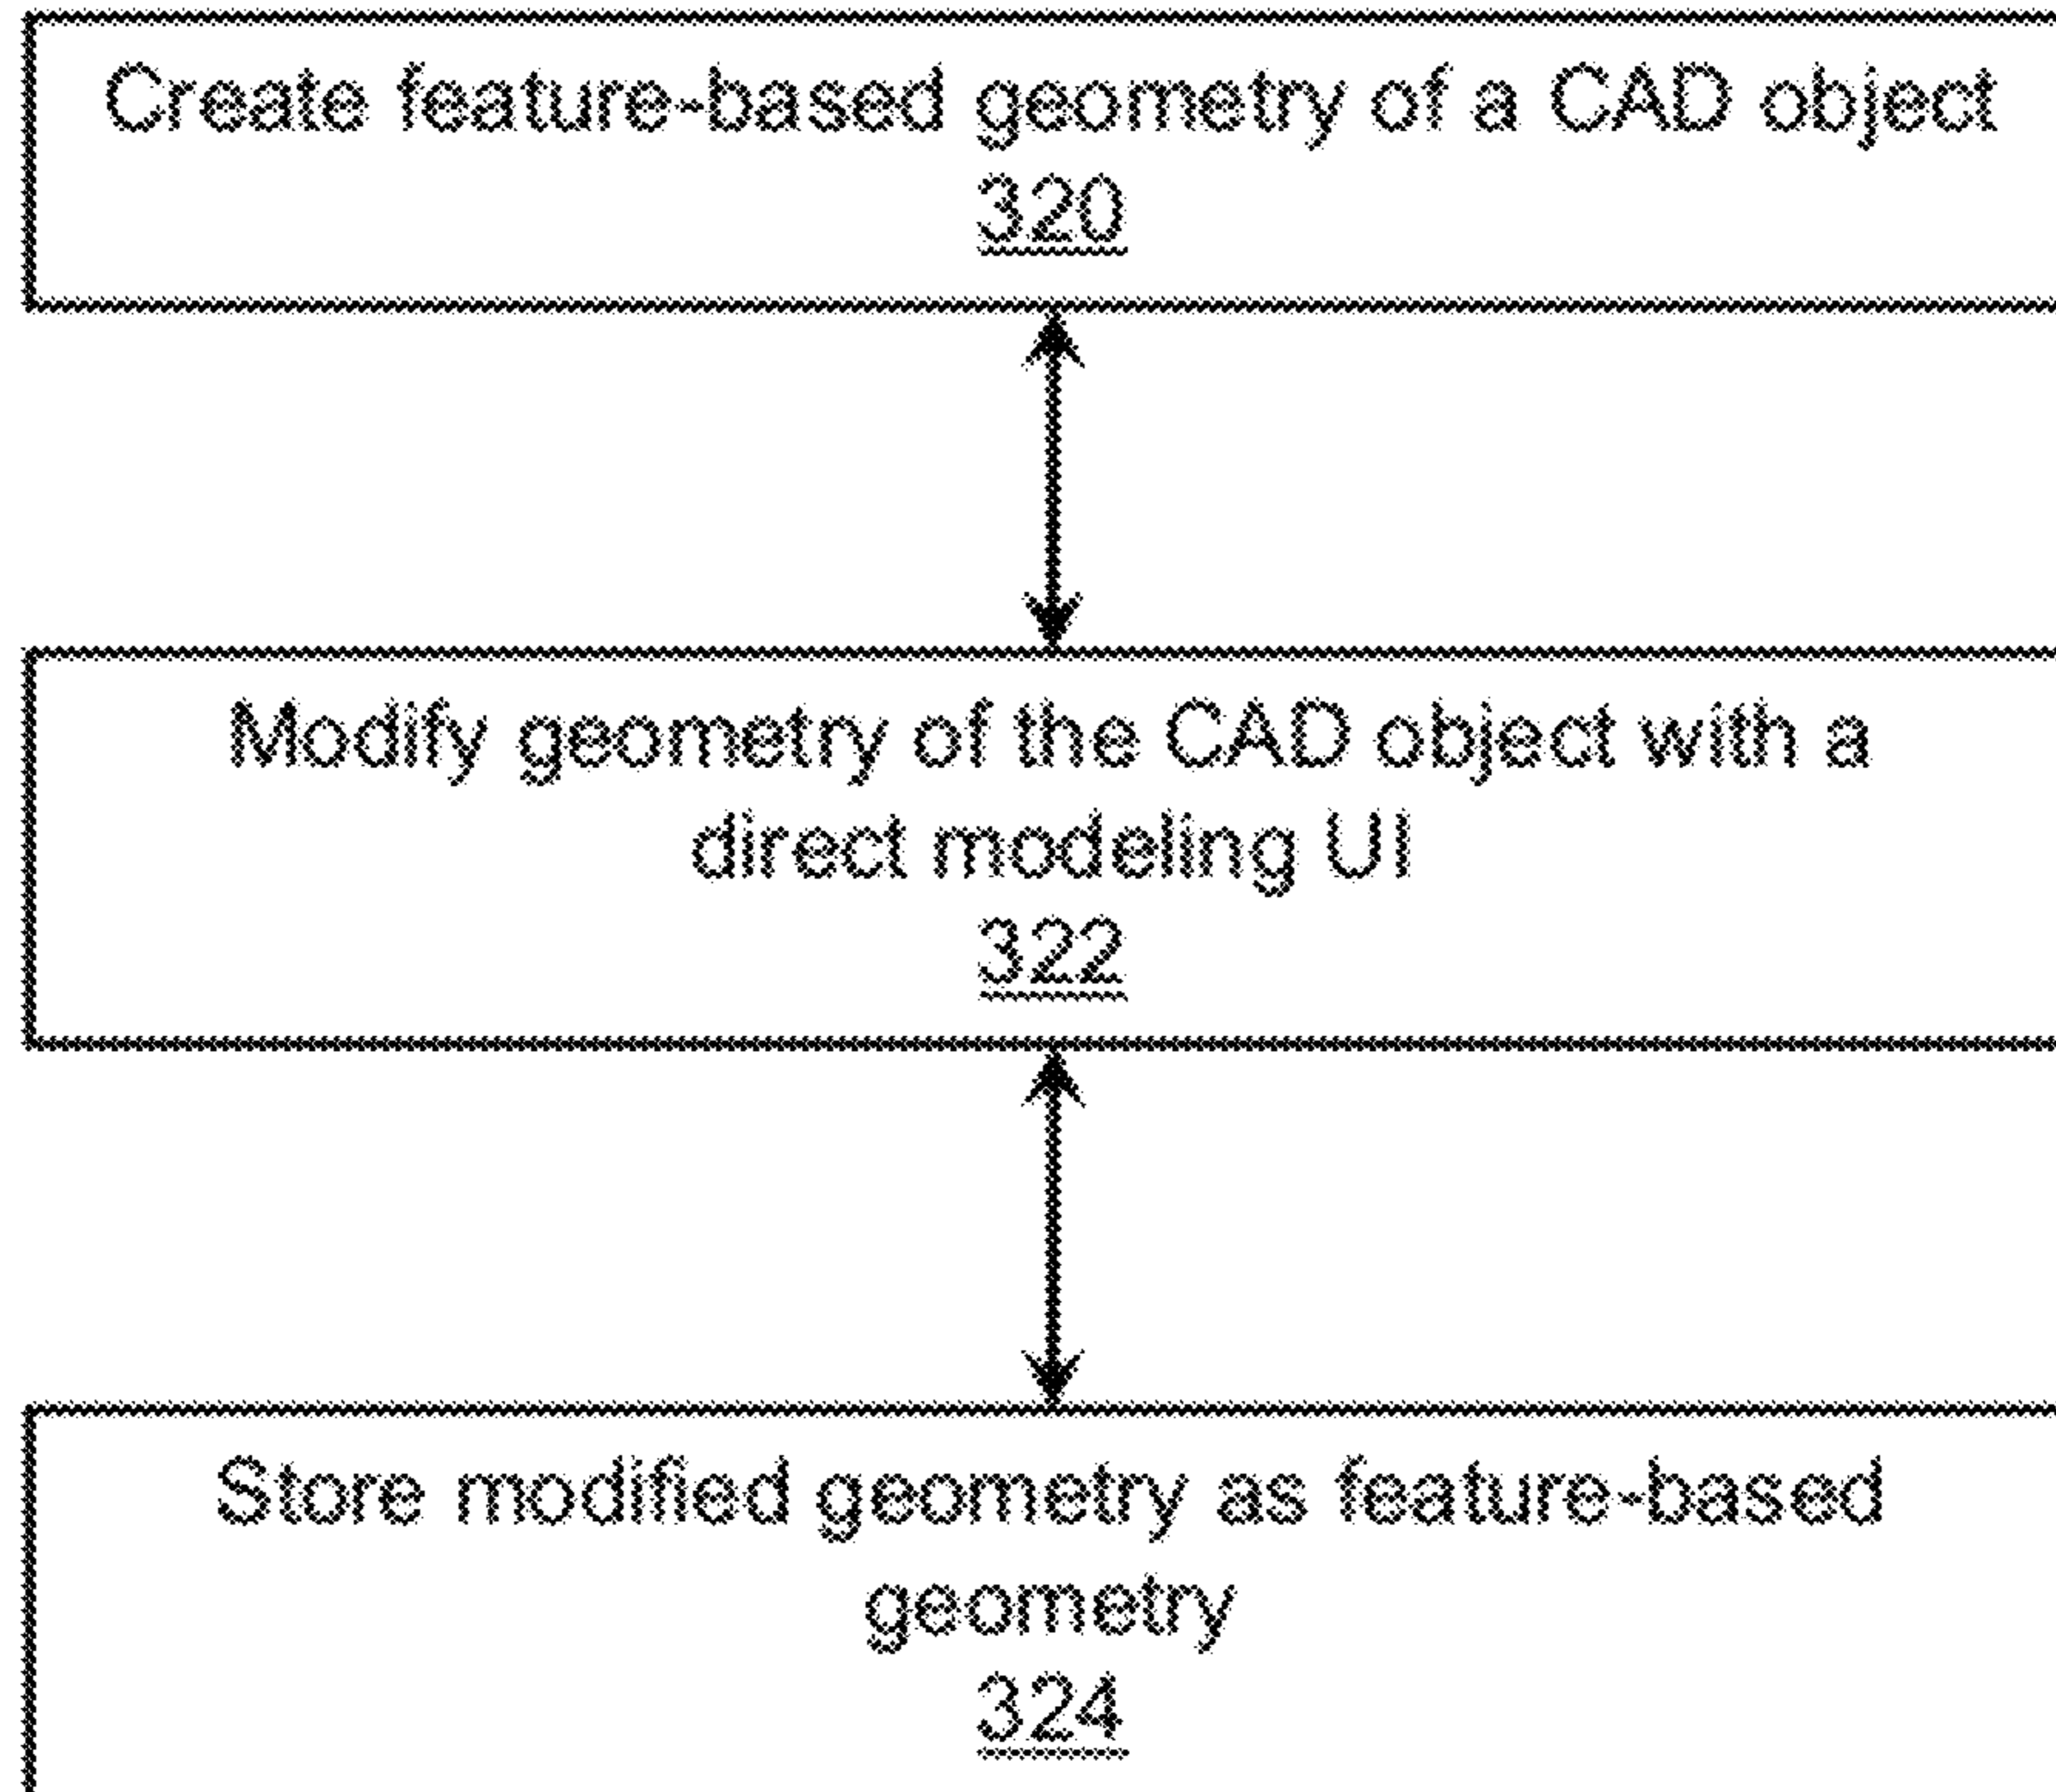 Create feature-based geometry of a CAD object
320
Modify geometry of the CAD object with a
direct modeling UI
322
Store modified geometry as feature-based
geometry
324